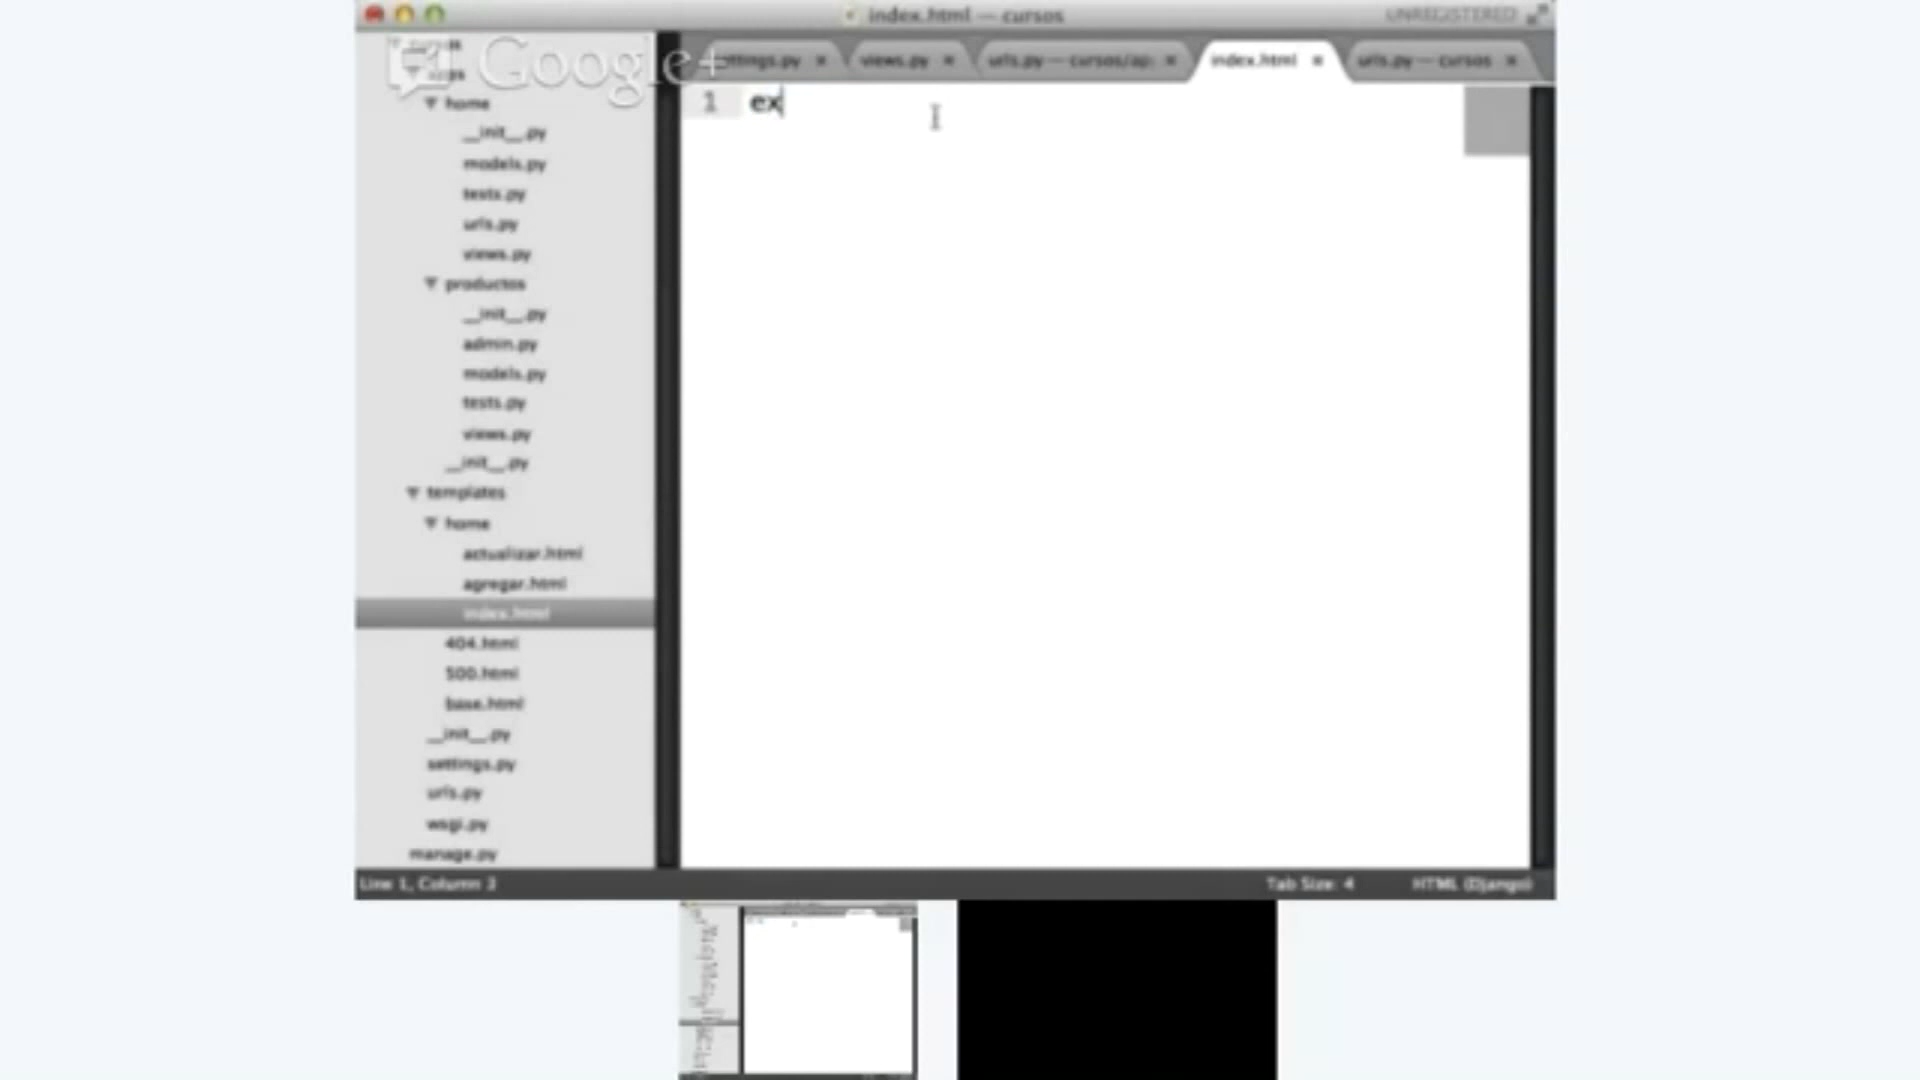 index.html — cursos
UNREGISTERED
Google+
ttings.py × views.py × urls.py — cursos/ap × index.html × urls.py — cursos ×
1 ex
home
__init__.py
models.py
tests.py
urls.py
views.py
productos
__init__.py
admin.py
models.py
tests.py
views.py
__init__.py
templates
home
actualizar.html
agregar.html
index.html
404.html
500.html
base.html
__init__.py
settings.py
urls.py
wsgi.py
manage.py
Line 1, Column 3
Tab Size: 4
HTML (Django)